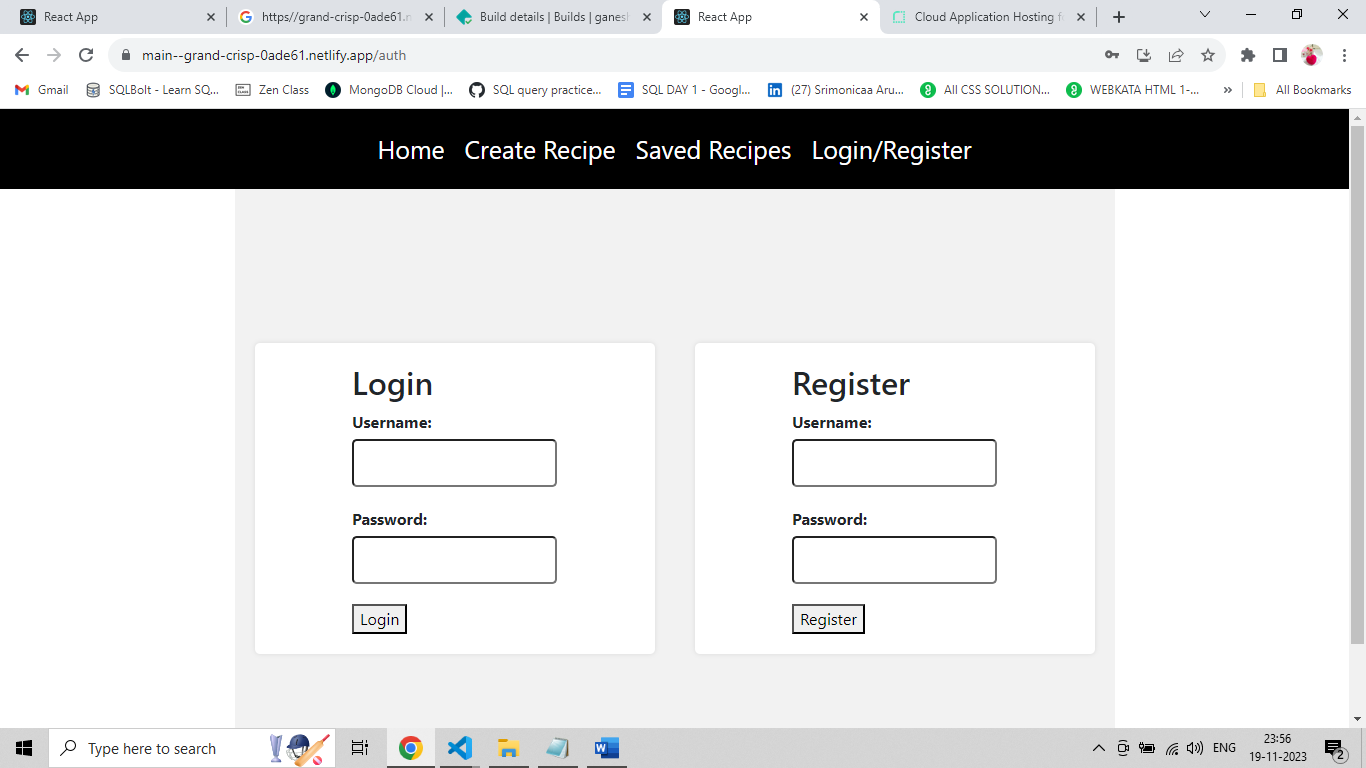 React App
https//grand-crisp-0ade61.n
Build details | Builds | ganesh
React App
Cloud Application Hosting f
main--grand-crisp-0ade61.netlify.app/auth
Gmail
SQLBolt - Learn SQ...
Zen Class
MongoDB Cloud |...
SQL query practice...
SQL DAY 1 - Googl...
(27) Srimonicaa Aru...
All CSS SOLUTION...
WEBKATA HTML 1-...
All Bookmarks
Home Create Recipe Saved Recipes Login/Register
Login
Username:
Password:
Login
Register
Username:
Password:
Register
Type here to search
ENG
23:56
19-11-2023
2